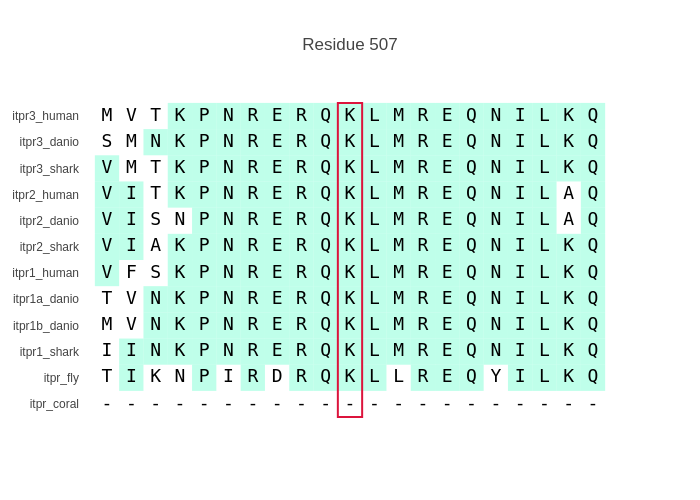 Residue 507
itpr3_human M V T K P N R E R Q K L M R E Q N I L K Q
itpr3_danio S M N K P N R E R Q K L M R E Q N I L K Q
itpr3_shark V M T K P N R E R Q K L M R E Q N I L K Q
itpr2_human V I T K P N R E R Q K L M R E Q N I L A Q
itpr2_danio V I S N P N R E R Q K L M R E Q N I L A Q
itpr2_shark V I A K P N R E R Q K L M R E Q N I L K Q
itpr1_human V F S K P N R E R Q K L M R E Q N I L K Q
itpr1a_danio T V N K P N R E R Q K L M R E Q N I L K Q
itpr1b_danio M V N K P N R E R Q K L M R E Q N I L K Q
itpr1_shark I I N K P N R E R Q K L M R E Q N I L K Q
itpr_fly T I K N P I R D R Q K L L R E Q Y I L K Q
itpr_coral - - - - - - - - - - - - - - - - - - - - -